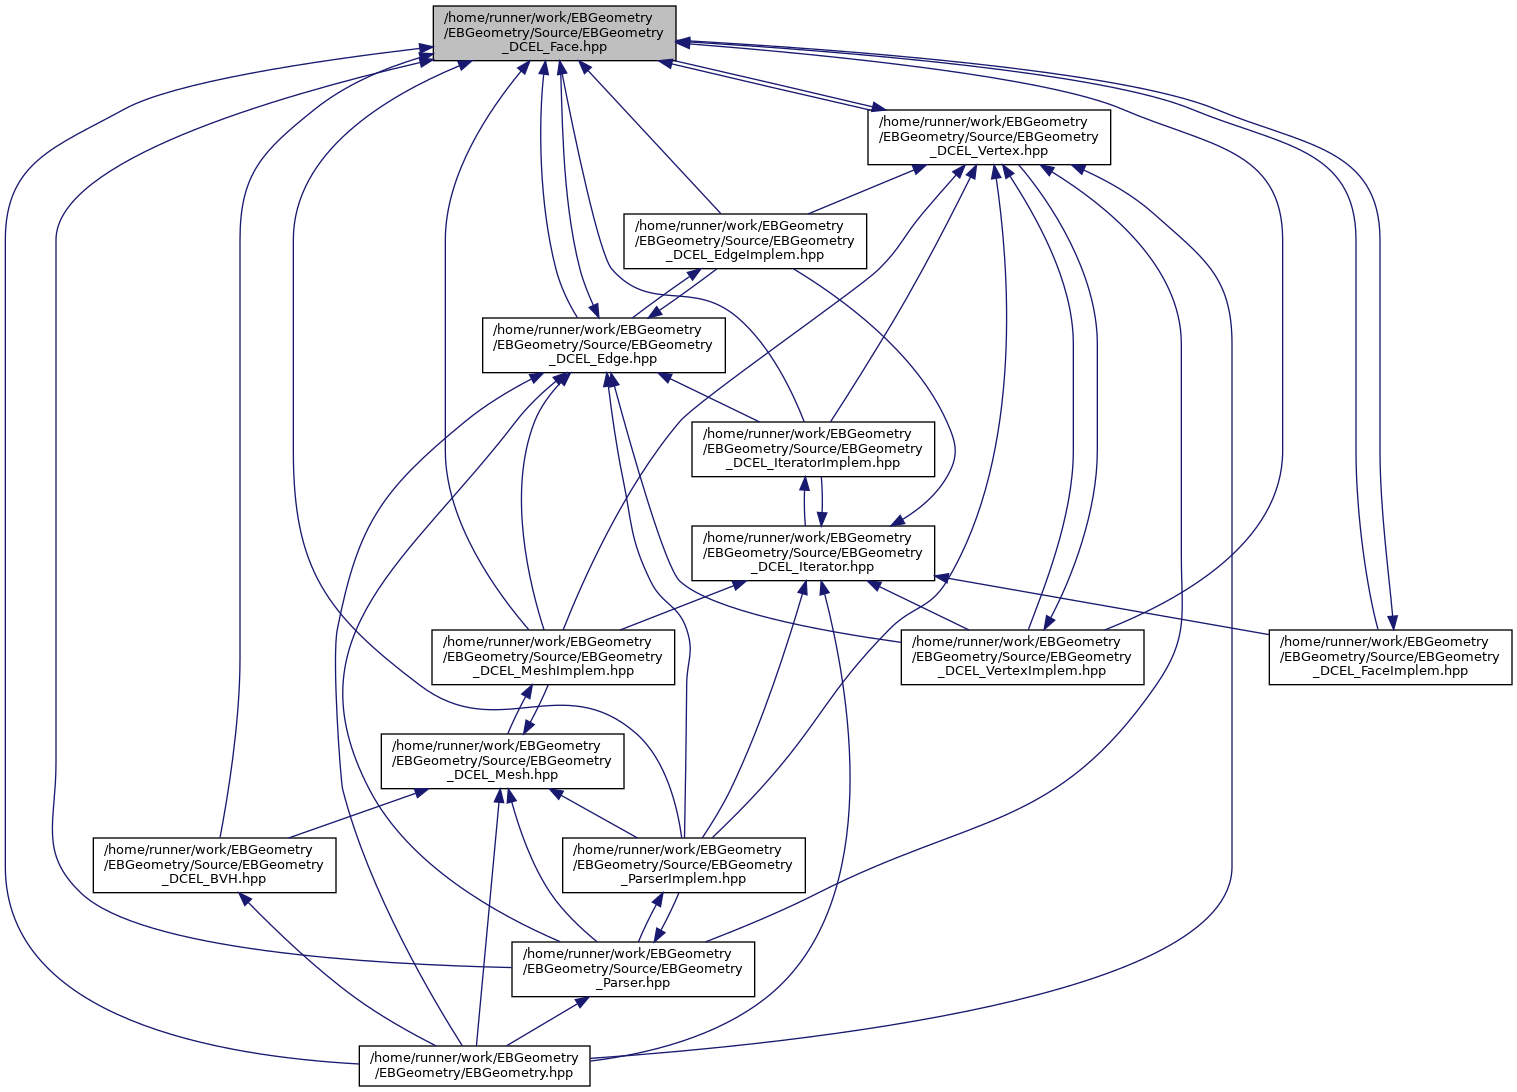 /home/runner/work/EBGeometry
/EBGeometry/Source/EBGeometry
_DCEL_Face.hpp
/home/runner/work/EBGeometry
/EBGeometry/Source/EBGeometry
_DCEL_Vertex.hpp
/home/runner/work/EBGeometry
/EBGeometry/Source/EBGeometry
_DCEL_EdgeImplem.hpp
/home/runner/work/EBGeometry
/EBGeometry/Source/EBGeometry
_DCEL_Edge.hpp
/home/runner/work/EBGeometry
/EBGeometry/Source/EBGeometry
_DCEL_IteratorImplem.hpp
/home/runner/work/EBGeometry
/EBGeometry/Source/EBGeometry
_DCEL_Iterator.hpp
/home/runner/work/EBGeometry
/EBGeometry/Source/EBGeometry
_DCEL_MeshImplem.hpp
/home/runner/work/EBGeometry
/EBGeometry/Source/EBGeometry
_DCEL_VertexImplem.hpp
/home/runner/work/EBGeometry
/EBGeometry/Source/EBGeometry
_DCEL_FaceImplem.hpp
/home/runner/work/EBGeometry
/EBGeometry/Source/EBGeometry
_DCEL_Mesh.hpp
/home/runner/work/EBGeometry
/EBGeometry/Source/EBGeometry
_DCEL_BVH.hpp
/home/runner/work/EBGeometry
/EBGeometry/Source/EBGeometry
_ParserImplem.hpp
/home/runner/work/EBGeometry
/EBGeometry/Source/EBGeometry
_Parser.hpp
/home/runner/work/EBGeometry
/EBGeometry/EBGeometry.hpp